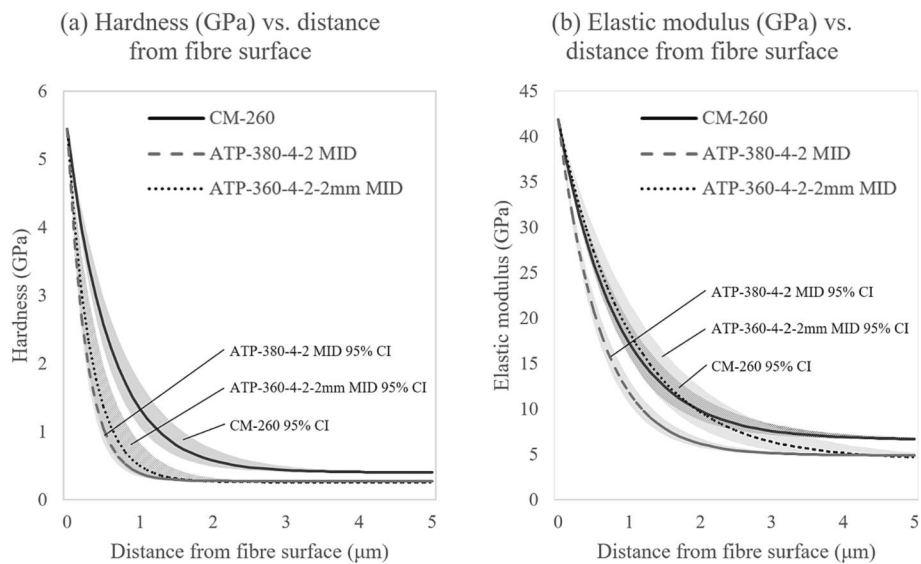 (a) Hardness (GPa) vs. distance
from fibre surface
6
5
4
3
2
1
0
Hardness (GPa)
CM-260
ATP-380-4-2 MID
ATP-360-4-2-2mm MID
ATP-380-4-2 MID 95% CI
ATP-360-4-2-2mm MID 95% CI
CM-260 95% CI
0 1 2 3 4 5
Distance from fibre surface (μm)
(b) Elastic modulus (GPa) vs.
distance from fibre surface
45
40
35
30
25
20
15
10
5
0
Elastic modulus (GPa)
CM-260
ATP-380-4-2 MID
ATP-360-4-2-2mm MID
ATP-380-4-2 MID 95% CI
ATP-360-4-2-2mm MID 95% CI
CM-260 95% CI
0 1 2 3 4 5
Distance from fibre surface (μm)